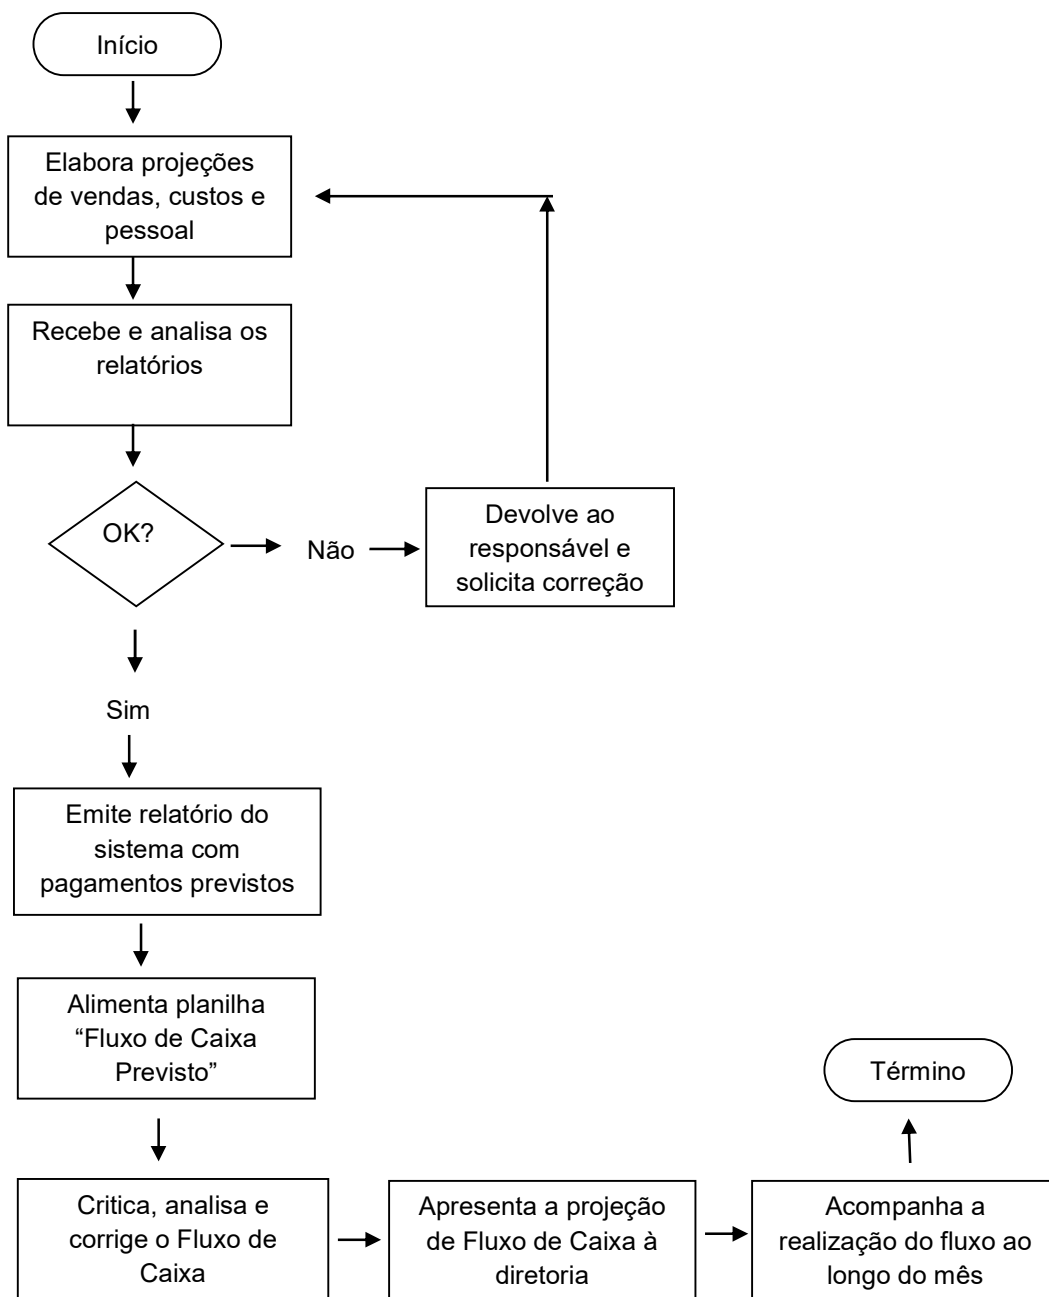 Início
Elabora projeções
de vendas, custos e
pessoal
Recebe e analisa os
relatórios
OK?
Não
Devolve ao
responsável e
solicita correção
Sim
Emite relatório do
sistema com
pagamentos previstos
Alimenta planilha
“Fluxo de Caixa
Previsto”
Critica, analisa e
corrige o Fluxo de
Caixa
Apresenta a projeção
de Fluxo de Caixa à
diretoria
Acompanha a
realização do fluxo ao
longo do mês
Término